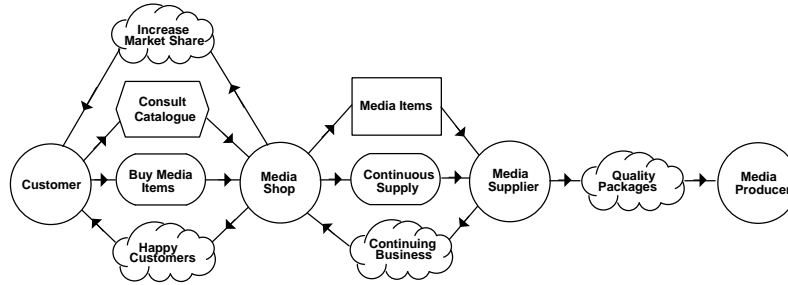 Increase
Market Share
Consult
Catalogue
Media Items
Customer
Buy Media
Items
Media
Shop
Continuous
Supply
Media
Supplier
Quality
Packages
Media
Producer
Happy
Customers
Continuing
Business